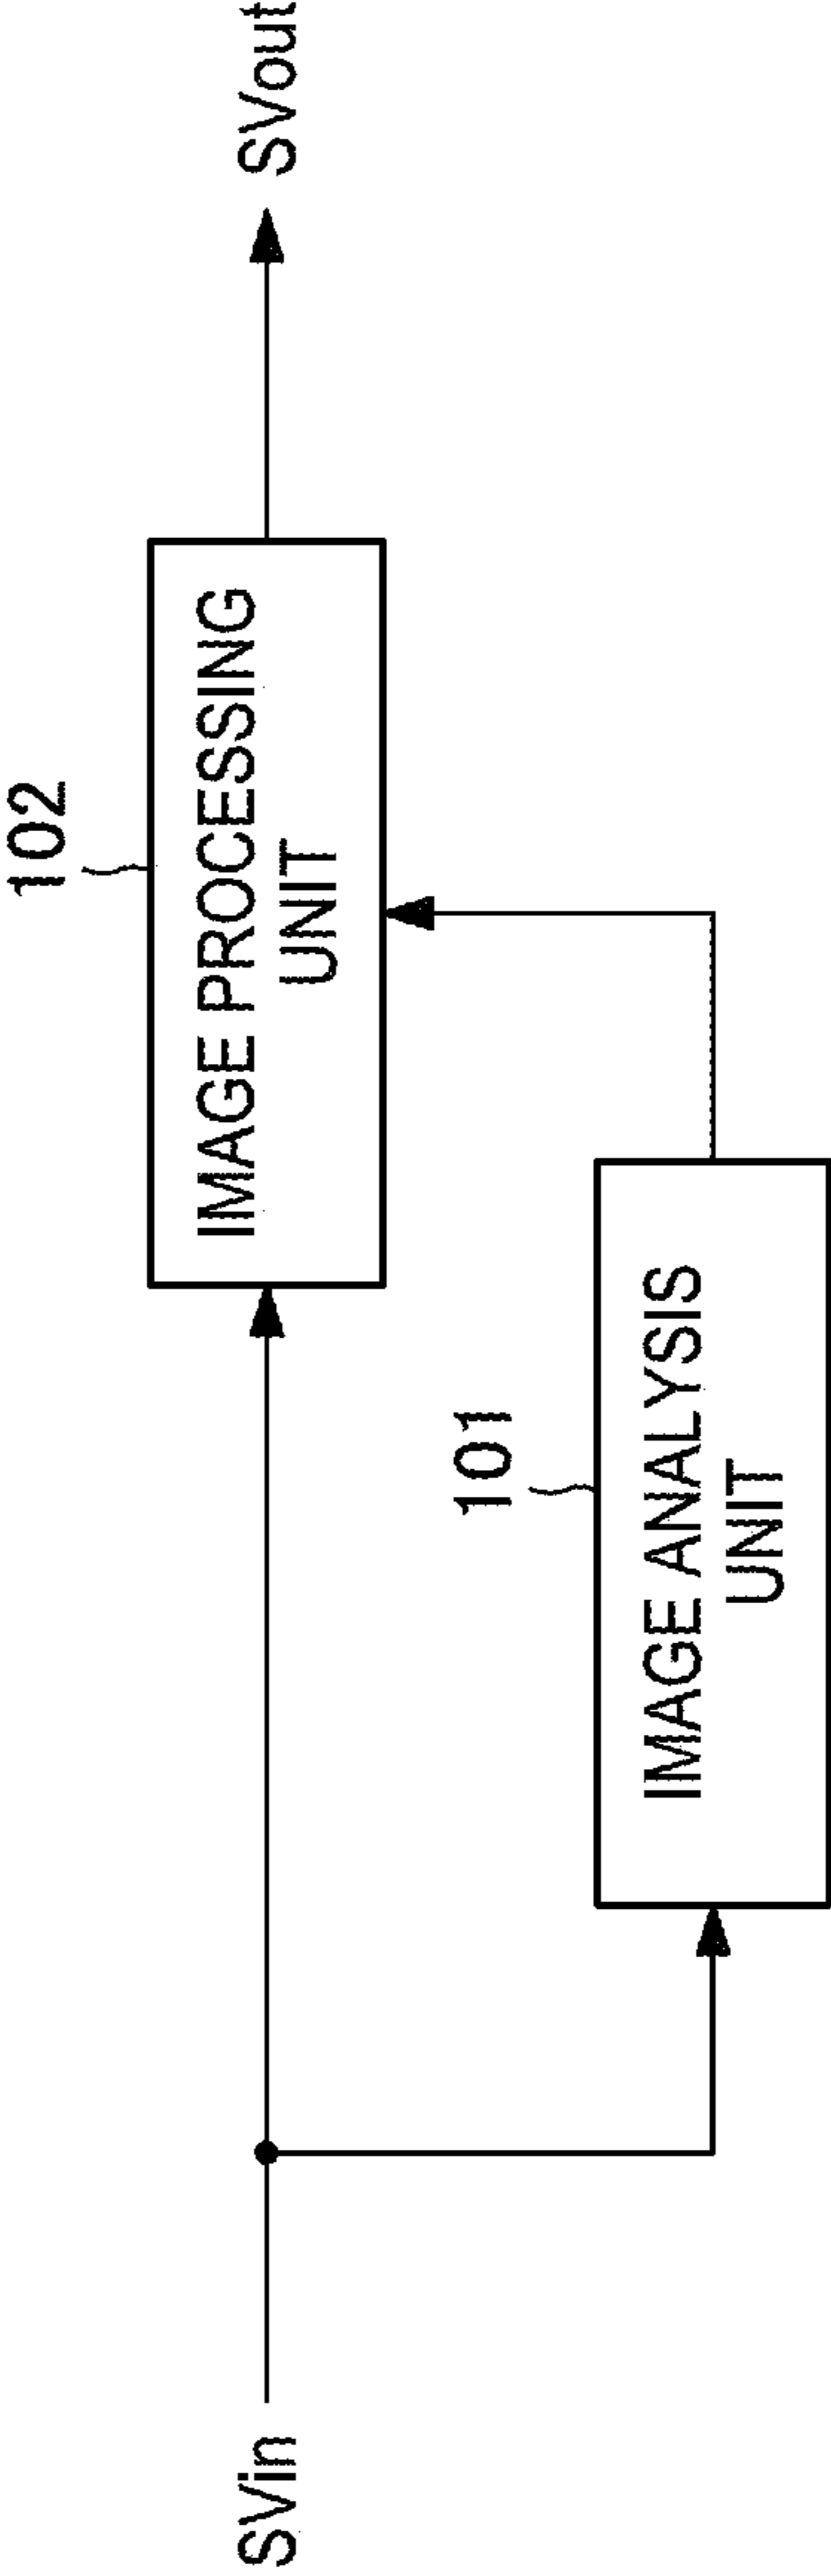 102
SVin
IMAGE PROCESSING
UNIT
SVout
101
IMAGE ANALYSIS
UNIT